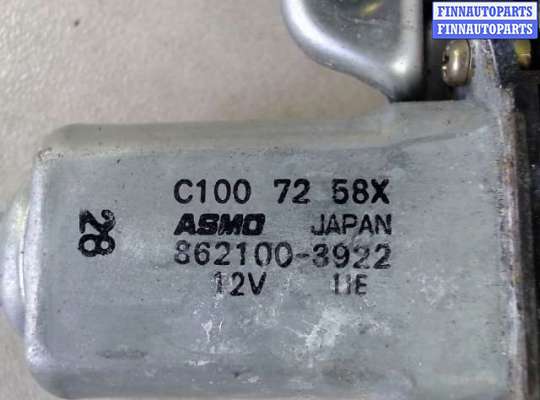 FINNAUTOPARTS
FINNAUTOPARTS
C100 72 58X
ASMO JAPAN
862100-3922
12V
28